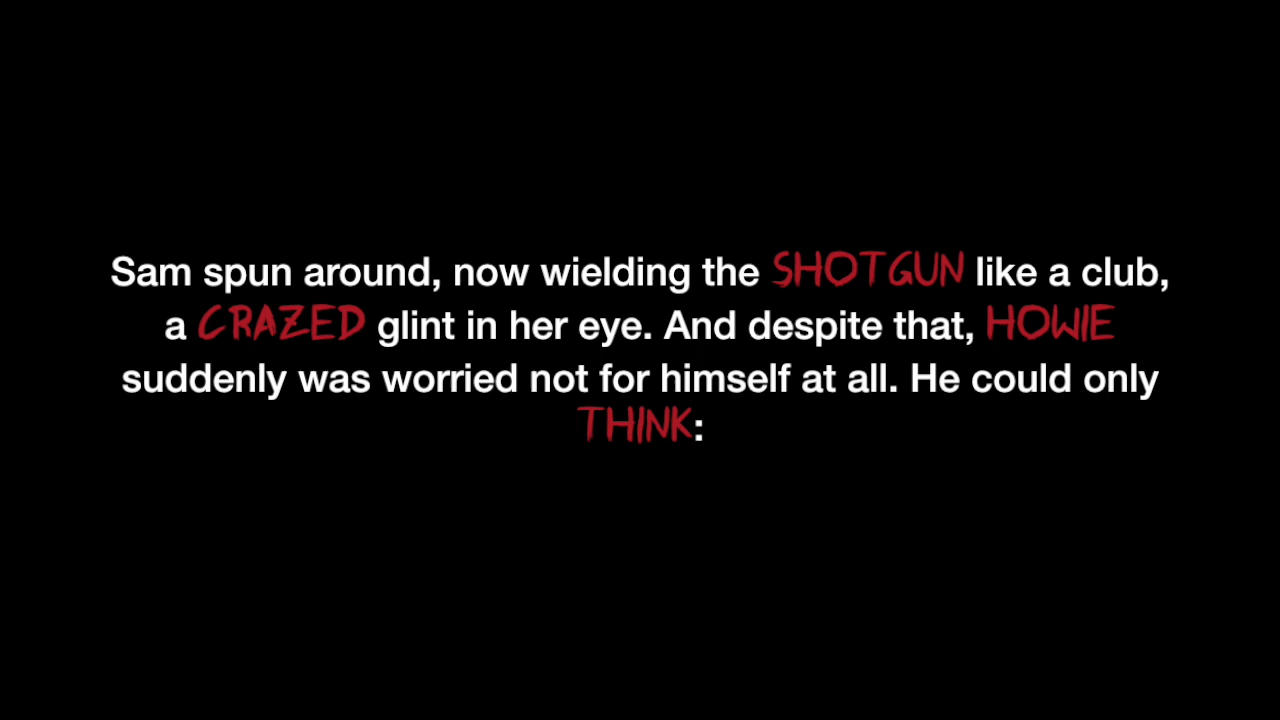 Sam spun around, now wielding the SHOTGUN like a club,
a CRAZED glint in her eye. And despite that, HOWIE
suddenly was worried not for himself at all. He could only
THINK: